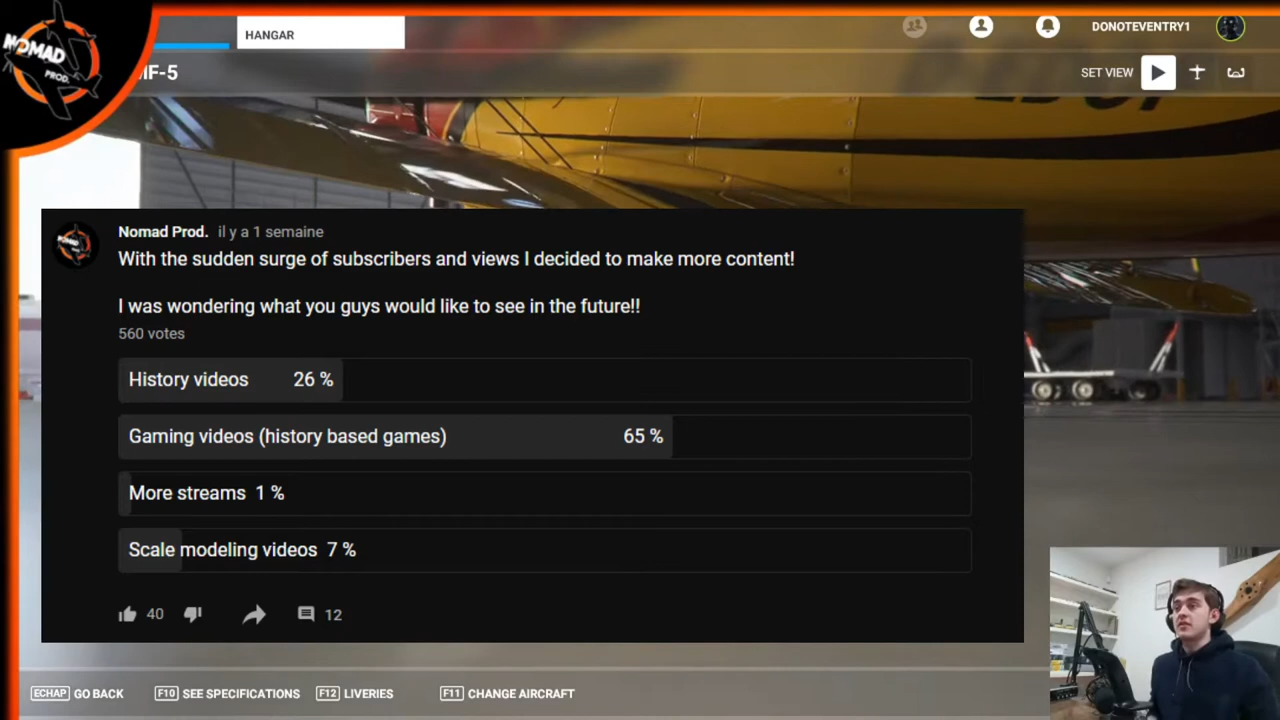 NOMAD
PROD.
HANGAR
DONOTEVENTRY1
IF-5
SET VIEW
Nomad Prod. il y a 1 semaine
With the sudden surge of subscribers and views I decided to make more content!
I was wondering what you guys would like to see in the future!!
560 votes
History videos 26 %
Gaming videos (history based games) 65 %
More streams 1 %
Scale modeling videos 7 %
40 12
ECHAP GO BACK F10 SEE SPECIFICATIONS F12 LIVERIES F11 CHANGE AIRCRAFT